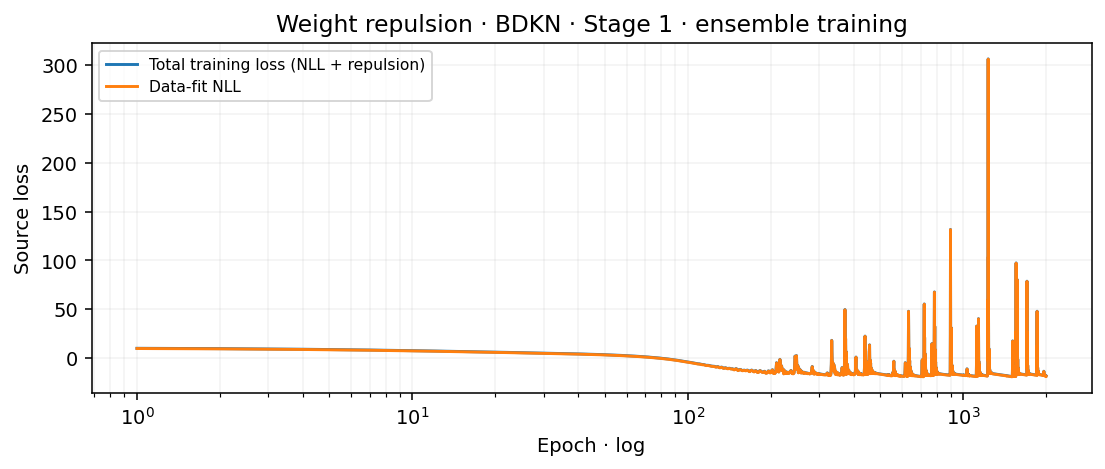 Weight repulsion · BDKN · Stage 1 · ensemble training
Total training loss (NLL + repulsion)
Data-fit NLL
Source loss
300
250
200
150
100
50
0
10⁰
10¹
10²
10³
Epoch · log